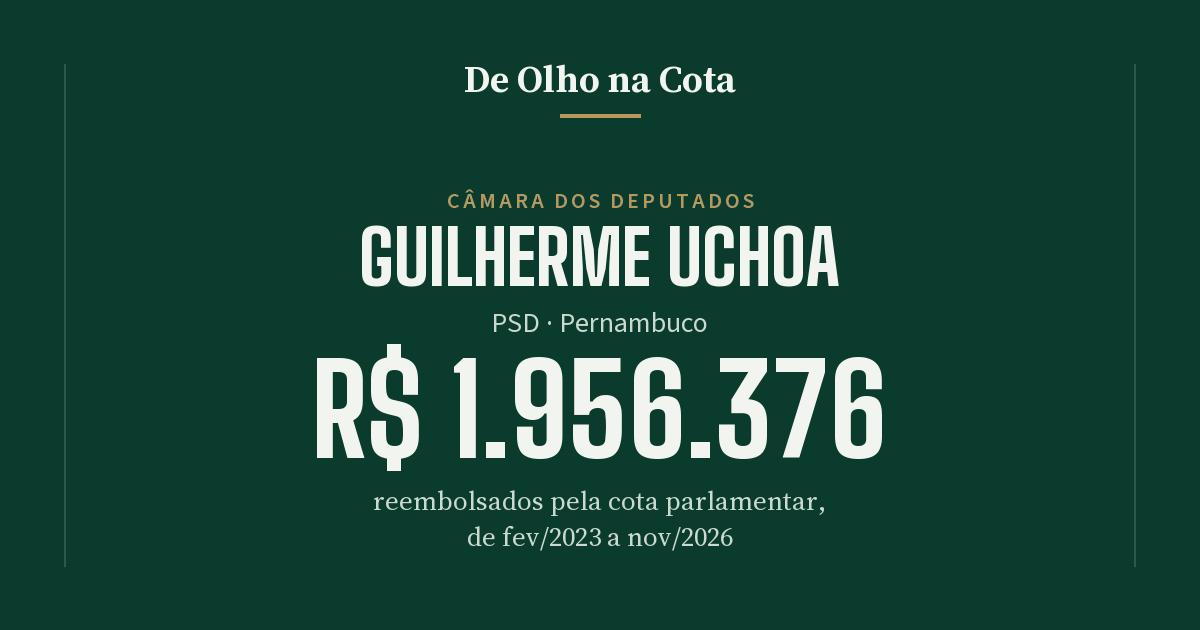 De Olho na Cota
CÂMARA DOS DEPUTADOS
GUILHERME UCHOA
PSD · Pernambuco
R$ 1.956.376
reembolsados pela cota parlamentar,
de fev/2023 a nov/2026